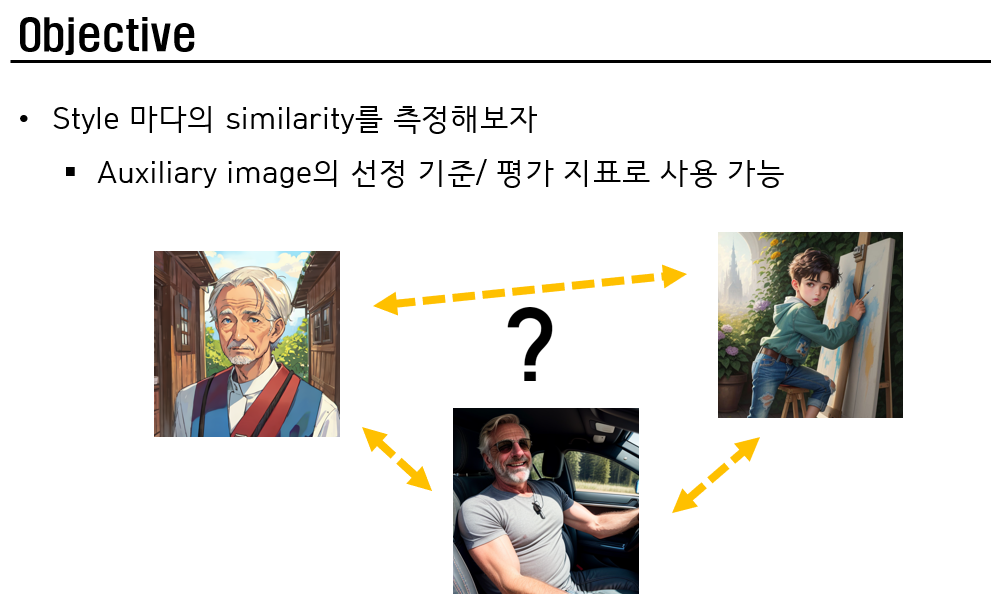 Objective
• Style 마다의 similarity를 측정해보자
▪ Auxiliary image의 선정 기준/ 평가 지표로 사용 가능
?